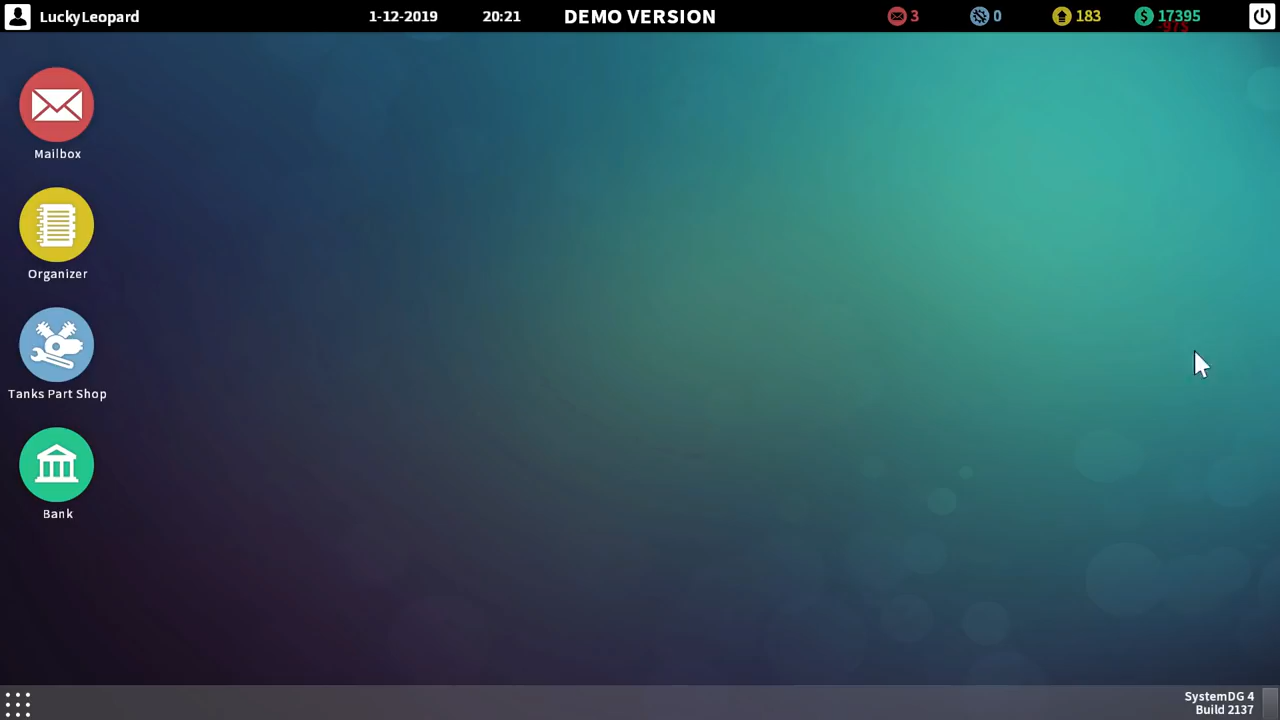 LuckyLeopard 1-12-2019 20:21 DEMO VERSION 3 0 183 $ 17395
-97$
Mailbox
Organizer
Tanks Part Shop
Bank
SystemDG 4
Build 2137